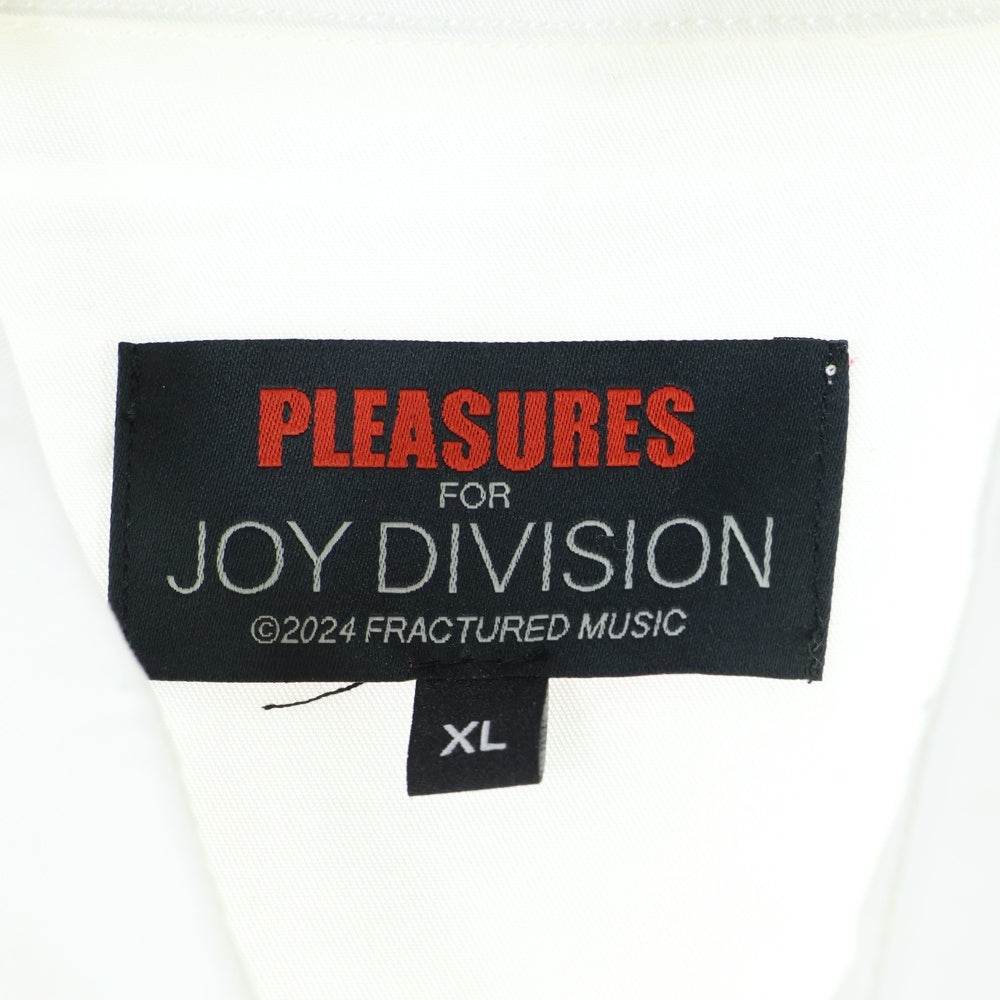 PLEASURES
FOR
JOY DIVISION
©2024 FRACTURED MUSIC
XL